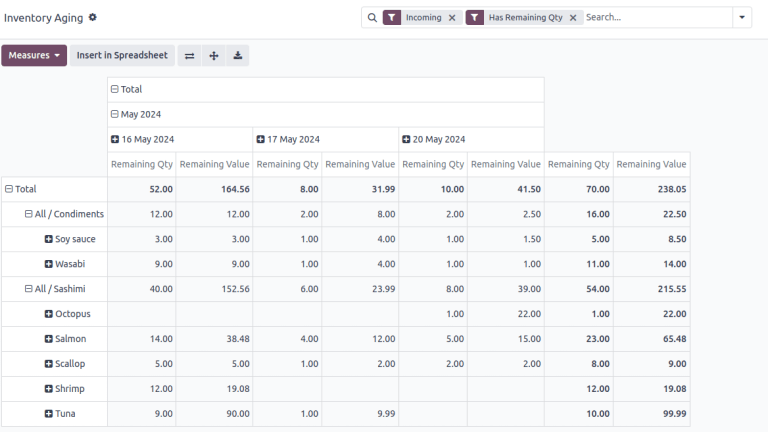 Inventory Aging
Incoming
Has Remaining Qty
Search...
Measures
Insert in Spreadsheet
Total
May 2024
16 May 2024 17 May 2024 20 May 2024
Remaining Qty Remaining Value Remaining Qty Remaining Value Remaining Qty Remaining Value Remaining Qty Remaining Value
Total 52.00 164.56 8.00 31.99 10.00 41.50 70.00 238.05
All / Condiments 12.00 12.00 2.00 8.00 2.00 2.50 16.00 22.50
Soy sauce 3.00 3.00 1.00 4.00 1.00 1.50 5.00 8.50
Wasabi 9.00 9.00 1.00 4.00 1.00 1.00 11.00 14.00
All / Sashimi 40.00 152.56 6.00 23.99 8.00 39.00 54.00 215.55
Octopus 1.00 22.00 1.00 22.00
Salmon 14.00 38.48 4.00 12.00 5.00 15.00 23.00 65.48
Scallop 5.00 5.00 1.00 2.00 2.00 2.00 8.00 9.00
Shrimp 12.00 19.08 12.00 19.08
Tuna 9.00 90.00 1.00 9.99 10.00 99.99